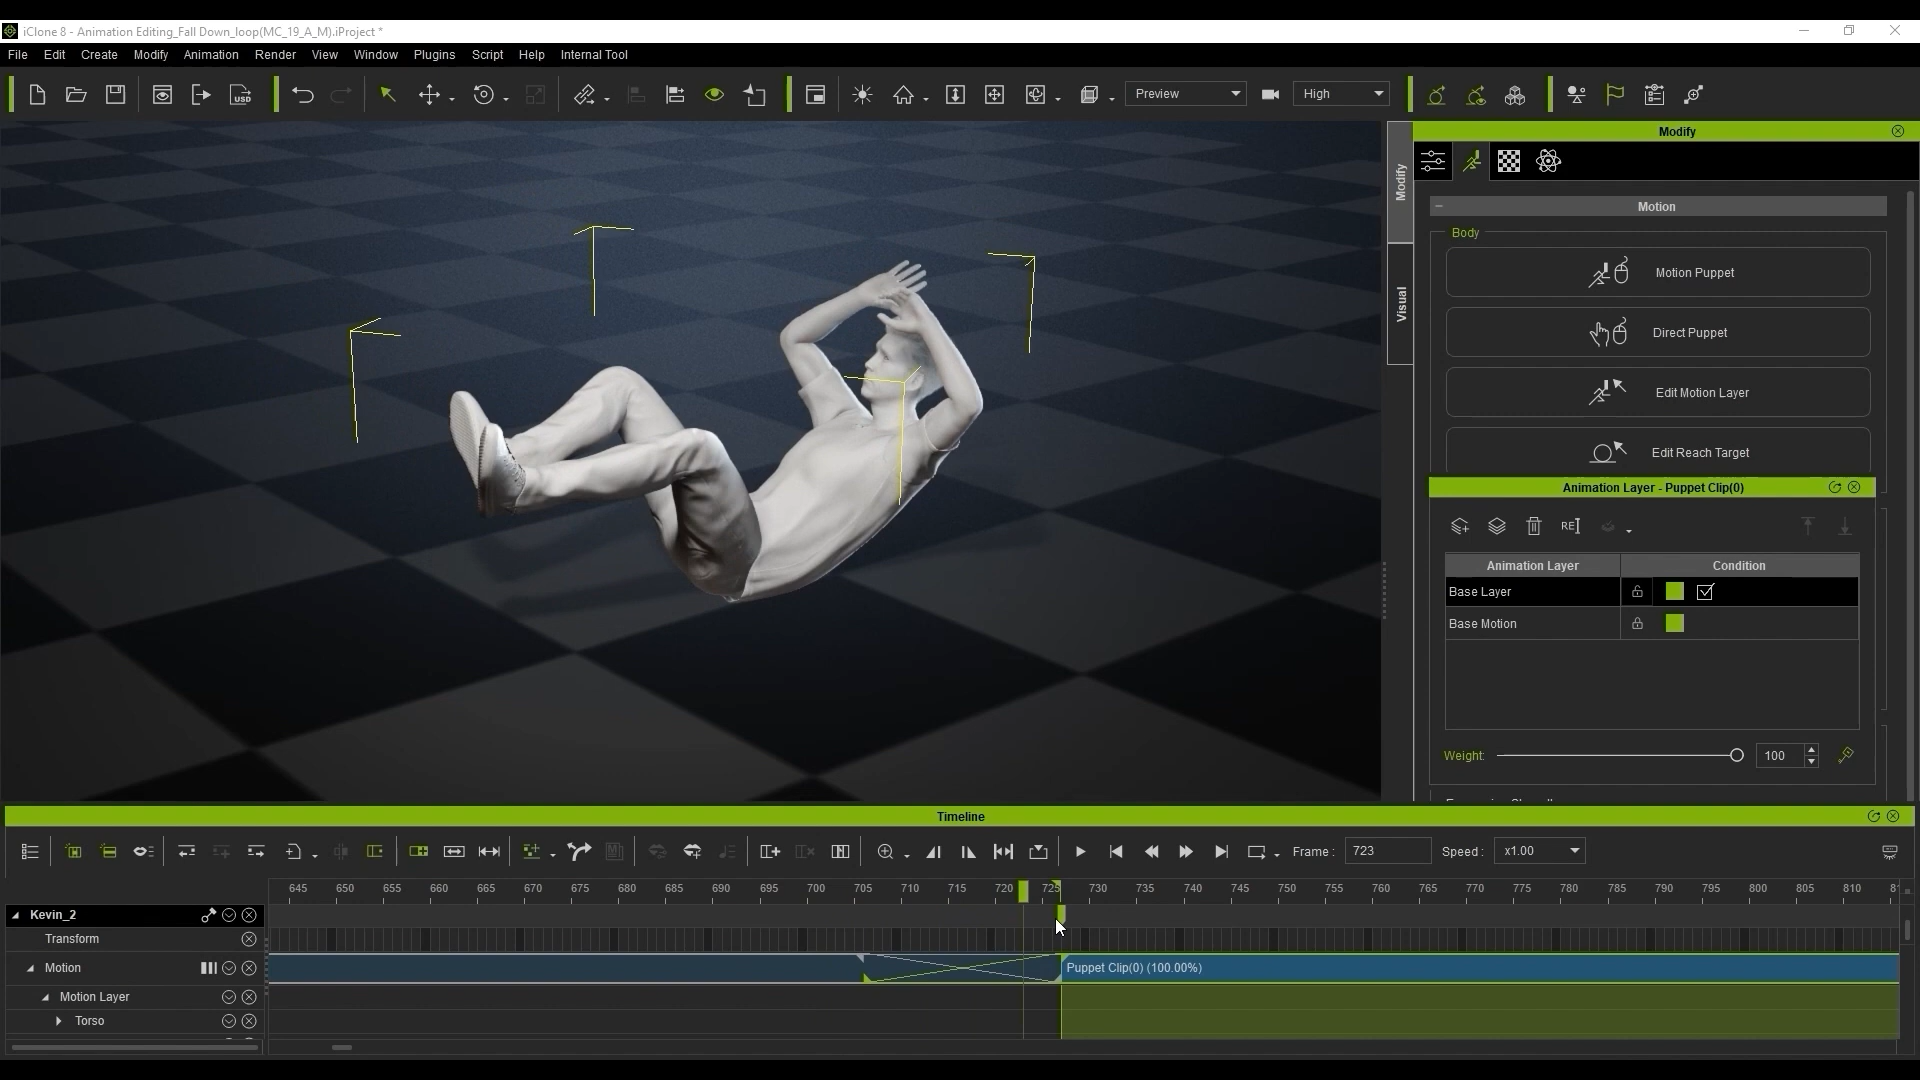 iClone 8 - Animation Editing_Fall Down_loop(MC_19_A_M).iProject *
File Edit Create Modify Animation Render View Window Plugins Script Help Internal Tool
USD Preview High
Modify
Modify
Visual
Motion
Body
Motion Puppet
Direct Puppet
Edit Motion Layer
Edit Reach Target
Animation Layer - Puppet Clip(0)
RE
Animation Layer Condition
Base Layer
Base Motion
Weight: 100
Timeline
Frame : 723 Speed : x1.00
645 650 655 660 665 670 675 680 685 690 695 700 705 710 715 720 725 730 735 740 745 750 755 760 765 770 775 780 785 790 795 800 805 810
Kevin_2
Transform
Motion
Puppet Clip(0) (100.00%)
Motion Layer
Torso